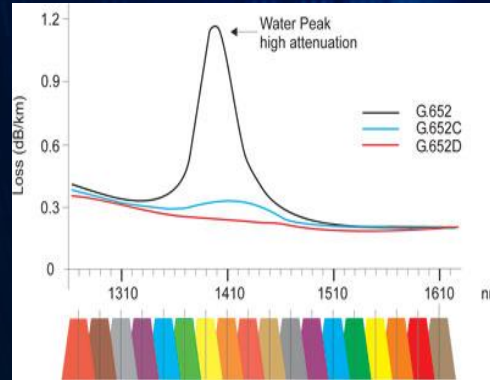 1.2
Water Peak
high attenuation
0.9
Loss (dB/km)
G.652
G.652C
0.6
G.652D
0.3
0
1310
1410
1510
1610